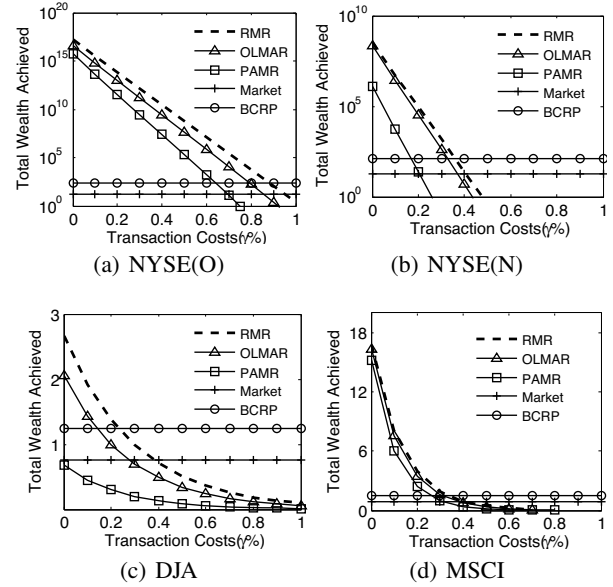 10^20
10^15
10^10
10^5
10^0
Total Wealth Achieved
RMR
OLMAR
PAMR
Market
BCRP
0 0.2 0.4 0.6 0.8 1
Transaction Costs(γ%)
(a) NYSE(O)
10^10
10^5
10^0
Total Wealth Achieved
RMR
OLMAR
PAMR
Market
BCRP
0 0.2 0.4 0.6 0.8 1
Transaction Costs(γ%)
(b) NYSE(N)
3
2
1
0
Total Wealth Achieved
RMR
OLMAR
PAMR
Market
BCRP
0 0.2 0.4 0.6 0.8 1
Transaction Costs(γ%)
(c) DJA
18
12
6
0
Total Wealth Achieved
RMR
OLMAR
PAMR
Market
BCRP
0 0.2 0.4 0.6 0.8 1
Transaction Costs(γ%)
(d) MSCI